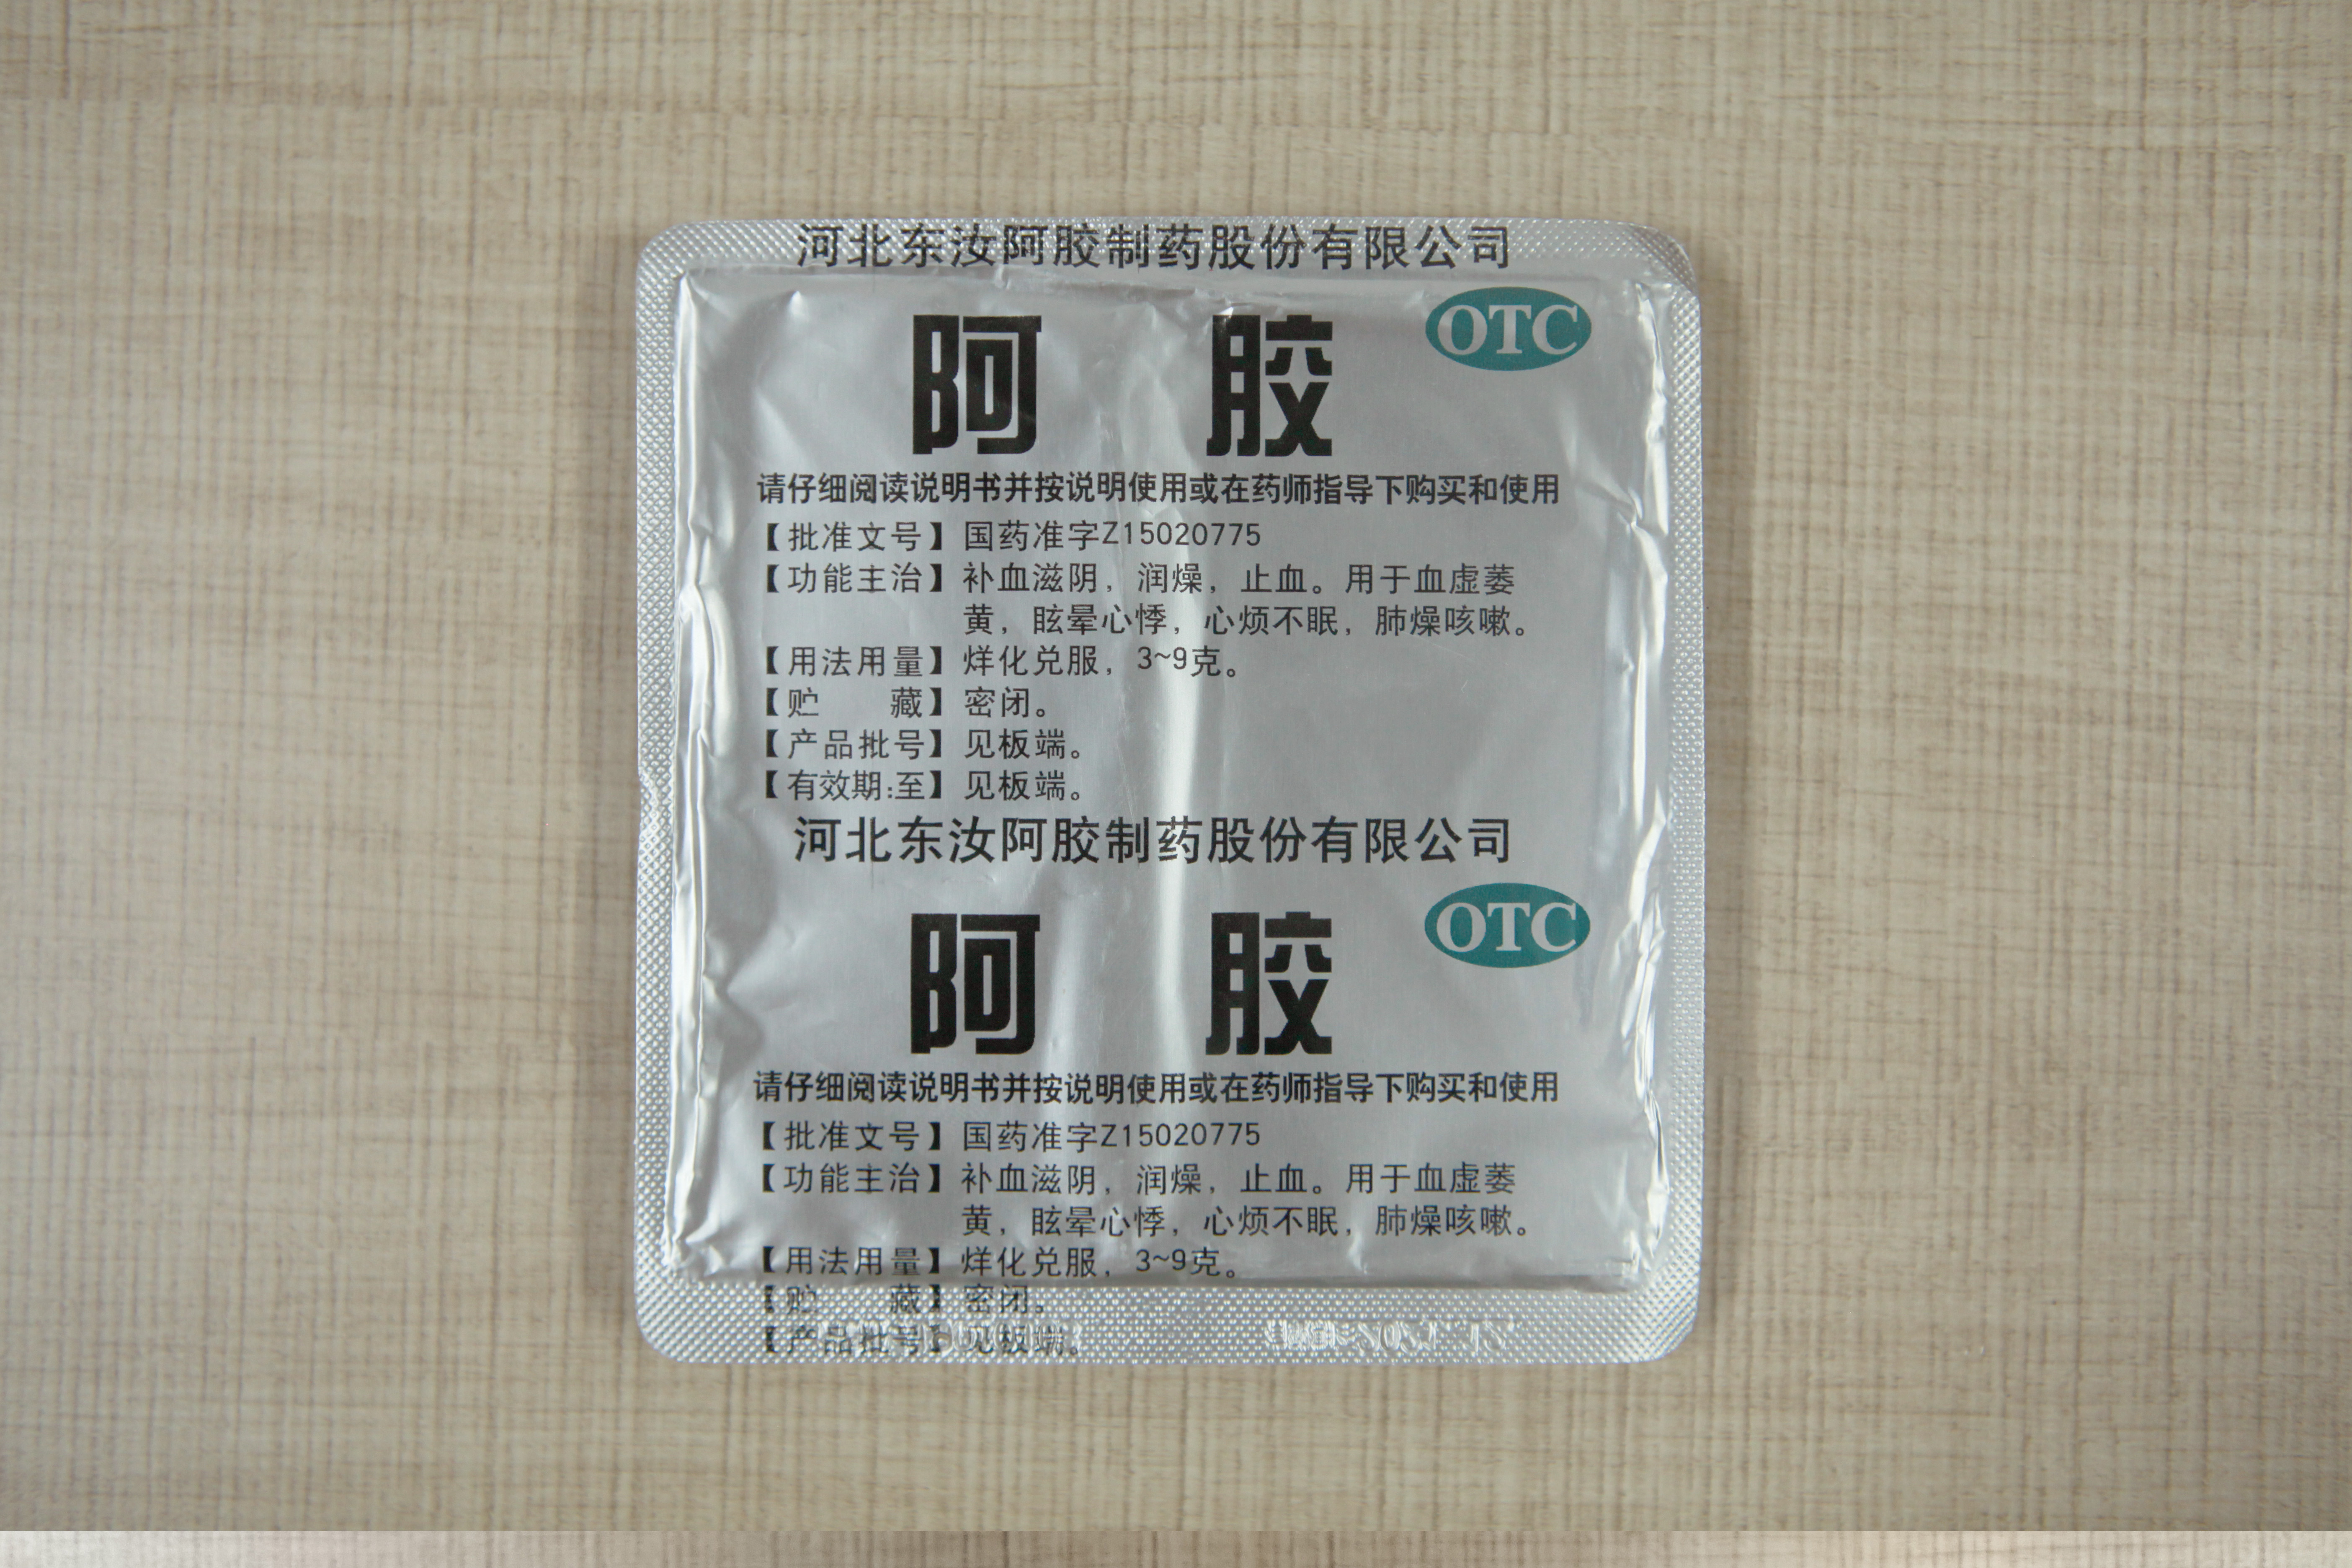 河北东汝阿胶制药股份有限公司
阿 胶 OTC
请仔细阅读说明书并按说明使用或在药师指导下购买和使用
【批准文号】国药准字Z15020775
【功能主治】补血滋阴，润燥，止血。用于血虚萎
黄，眩晕心悸，心烦不眠，肺燥咳嗽。
【用法用量】烊化兑服，3~9克。
【贮 藏】密闭。
【产品批号】见板端。
【有效期:至】见板端。
河北东汝阿胶制药股份有限公司
阿 胶 OTC
请仔细阅读说明书并按说明使用或在药师指导下购买和使用
【批准文号】国药准字Z15020775
【功能主治】补血滋阴，润燥，止血。用于血虚萎
黄，眩晕心悸，心烦不眠，肺燥咳嗽。
【用法用量】烊化兑服，3~9克。
【贮 藏】密闭。
【产品批号】见板端。